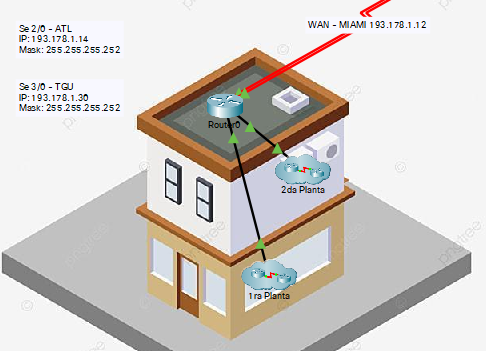 Se 2/0 - ATL
IP: 193.178.1.14
Mask: 255.255.255.252
WAN - MIAMI 193.178.1.12
Se 3/0 - TGU
IP: 193.178.1.30
Mask: 255.255.255.252
Router0
2da Planta
1ra Planta
pngtree